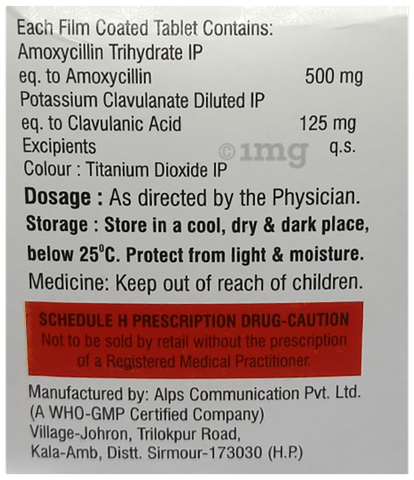 Each Film Coated Tablet Contains:
Amoxycillin Trihydrate IP
eq. to Amoxycillin 500 mg
Potassium Clavulanate Diluted IP
eq. to Clavulanic Acid 125 mg
Excipients q.s.
1mg
Colour : Titanium Dioxide IP
Dosage : As directed by the Physician.
Storage : Store in a cool, dry & dark place,
below 25⁰C. Protect from light & moisture.
Medicine: Keep out of reach of children.
SCHEDULE H PRESCRIPTION DRUG-CAUTION
Not to be sold by retail without the prescription
of a Registered Medical Practitioner.
Manufactured by: Alps Communication Pvt. Ltd.
(A WHO-GMP Certified Company)
Village-Johron, Trilokpur Road,
Kala-Amb, Distt. Sirmour-173030 (H.P.)